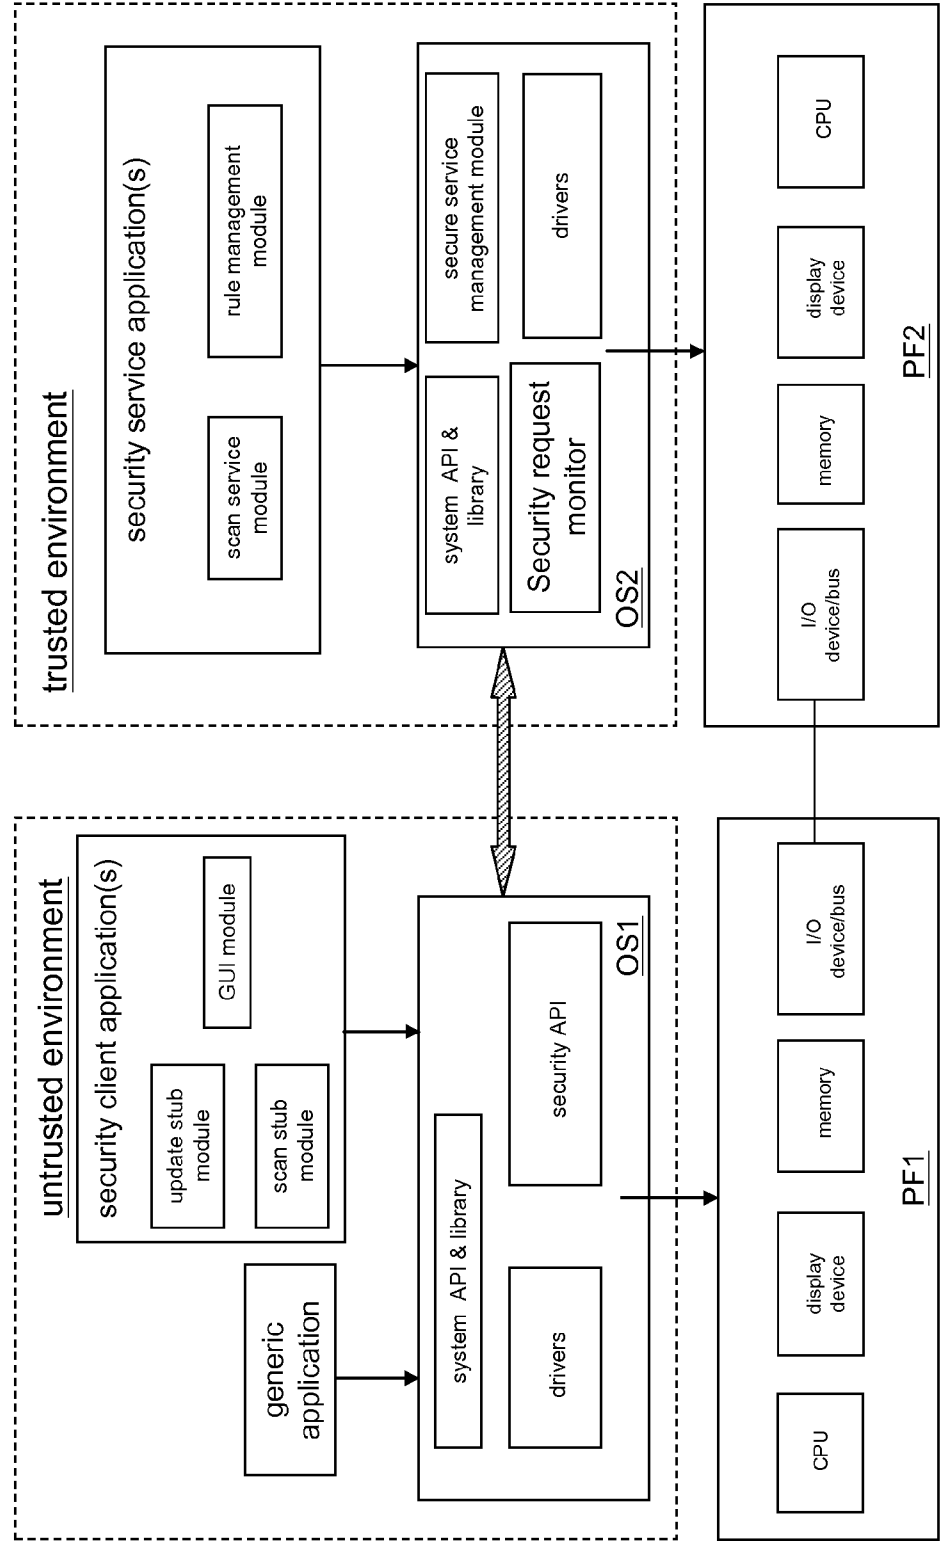 untrusted environment
security client application(s)
update stub
module
GUI module
scan stub
module
generic
application
system API & library
drivers
security API
OS1
CPU
display
device
memory
I/O
device/bus
PF1
trusted environment
security service application(s)
scan service
module
rule management
module
system API &
library
secure service
management module
Security request
monitor
drivers
OS2
I/O
device/bus
memory
display
device
CPU
PF2